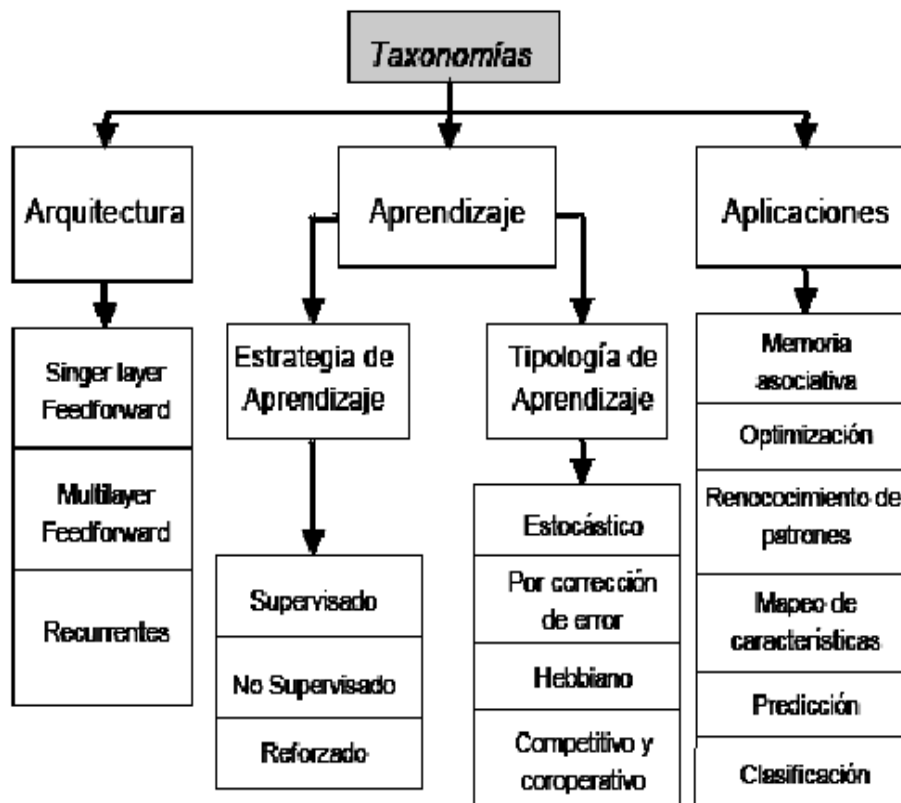 Taxonomías
Arquitectura
Aprendizaje
Aplicaciones
Singer layer
Feedforward
Multilayer
Feedforward
Recurrentes
Estrategia de
Aprendizaje
Supervisado
No Supervisado
Reforzado
Tipología de
Aprendizaje
Estocástico
Por corrección
de error
Hebbiano
Competitivo y
coroperativo
Memoria
asociativa
Optimización
Renococimiento de
patrones
Mapeo de
características
Predicción
Clasificación